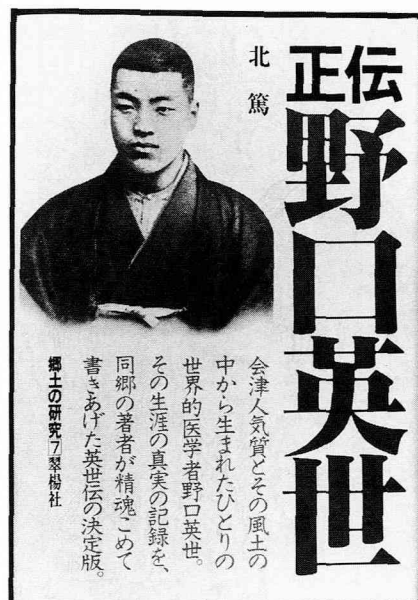 正伝
野口英世
北 篤
会津人気質とその風土の
中から生まれたひとりの
世界的医学者野口英世。
その生涯の真実の記録を、
同郷の著者が精魂こめて
書きあげた英世伝の決定版。
郷土の研究7 翠楊社